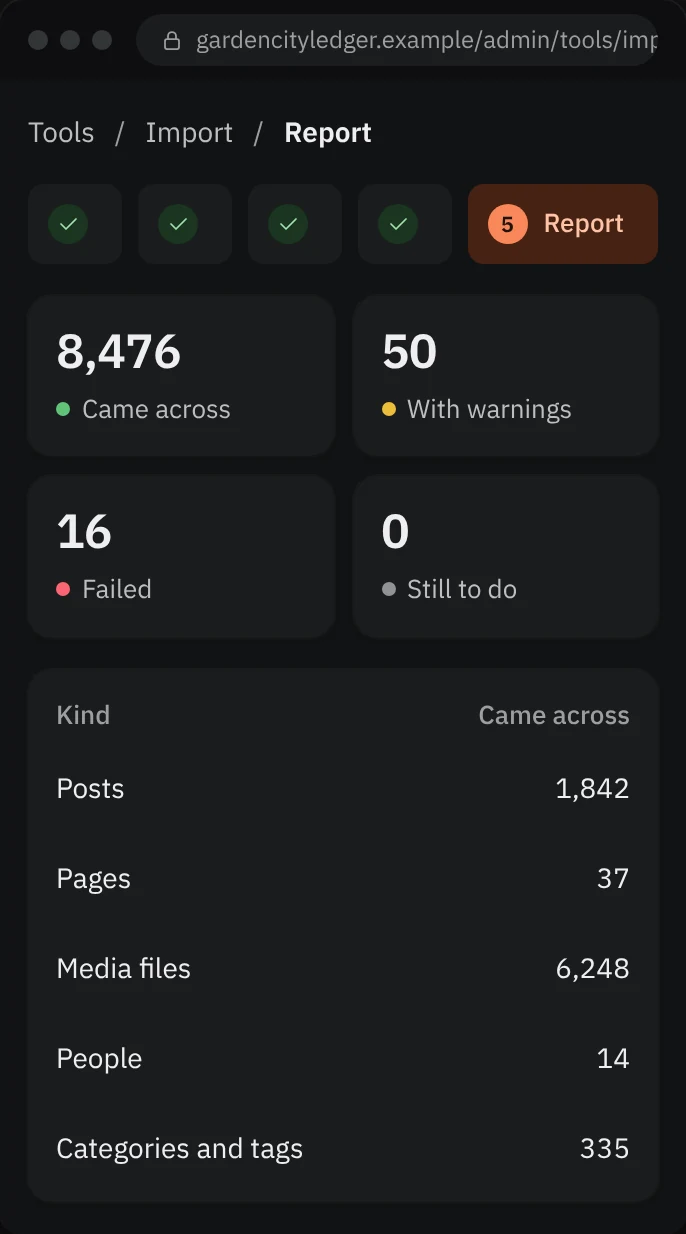 gardencityledger.example/admin/tools/imp
Tools / Import / Report
5 Report
8,476
Came across
50
With warnings
16
Failed
0
Still to do
Kind Came across
Posts 1,842
Pages 37
Media files 6,248
People 14
Categories and tags 335